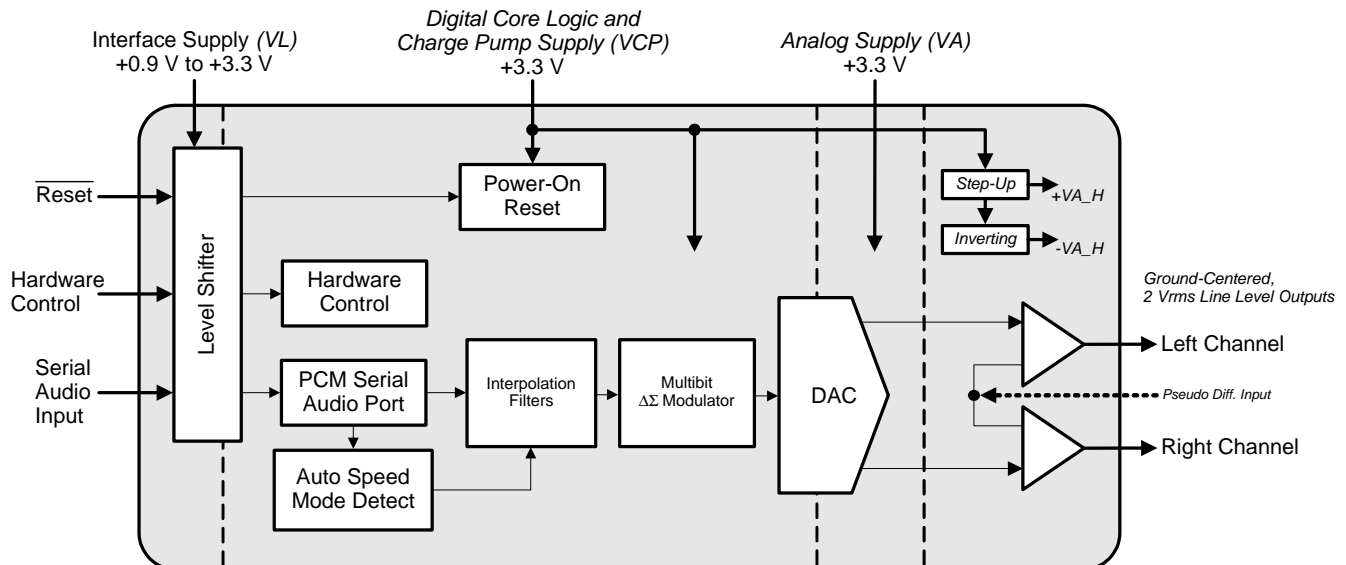 Interface Supply (VL)
+0.9 V to +3.3 V
Digital Core Logic and
Charge Pump Supply (VCP)
+3.3 V
Analog Supply (VA)
+3.3 V
Reset
Hardware
Control
Serial
Audio
Input
Level Shifter
Power-On
Reset
Hardware
Control
PCM Serial
Audio Port
Auto Speed
Mode Detect
Interpolation
Filters
Multibit
ΔΣ Modulator
DAC
Step-Up
+VA_H
Inverting
-VA_H
Ground-Centered,
2 Vrms Line Level Outputs
Left Channel
Pseudo Diff. Input
Right Channel